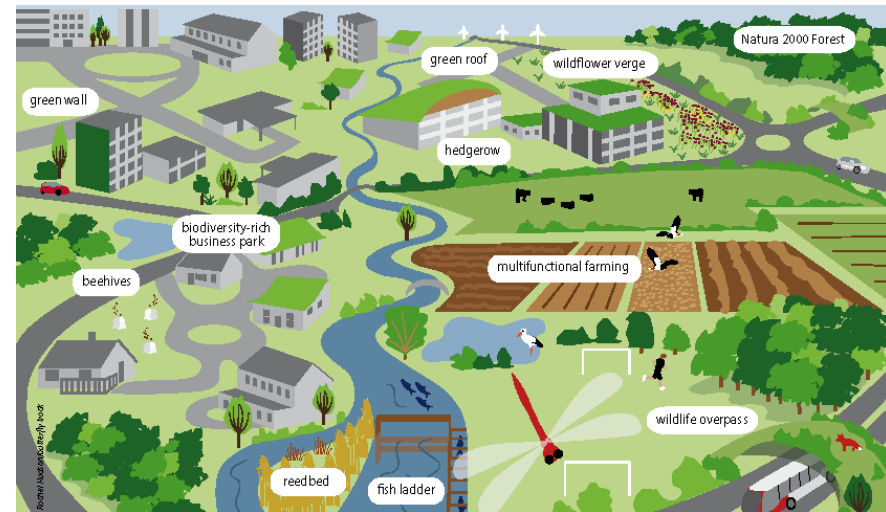 Natura 2000 Forest
green roof
wildflower verge
green wall
hedgerow
biodiversity-rich
business park
multifunctional farming
beehives
wildlife overpass
reedbed
fish ladder